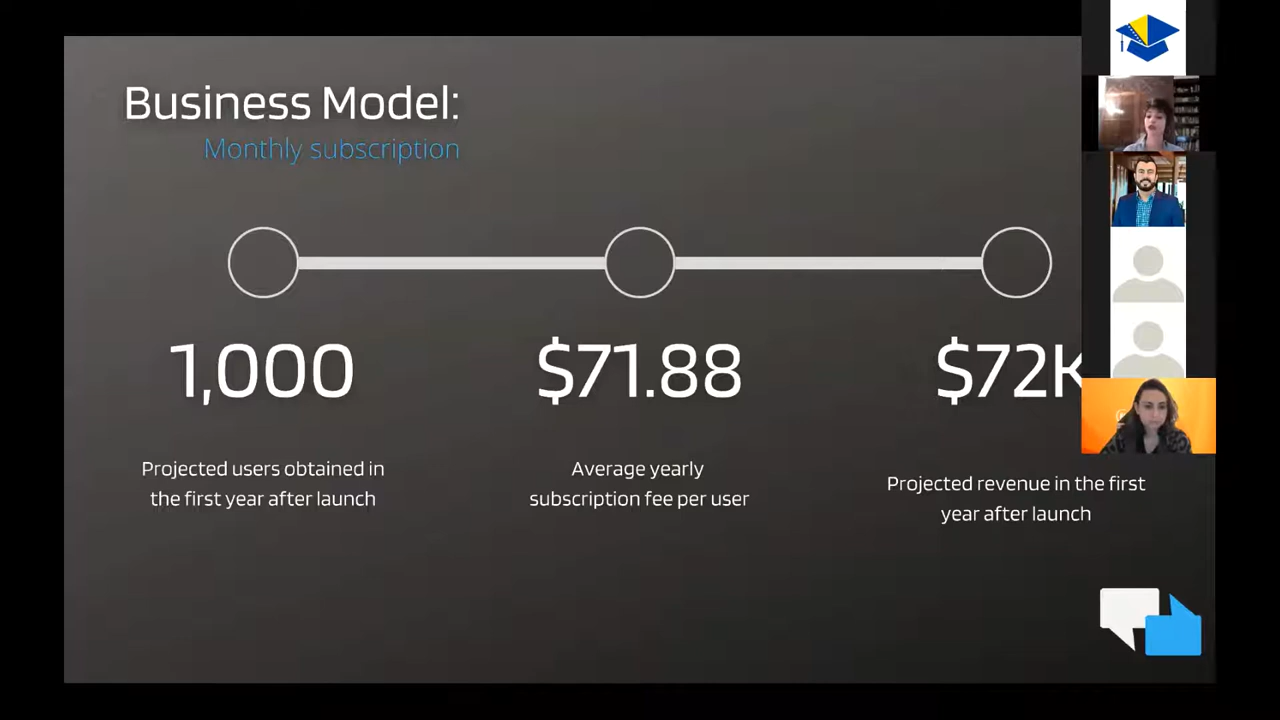 Business Model:
Monthly subscription
1,000
$71.88
$72K
Projected users obtained in
the first year after launch
Average yearly
subscription fee per user
Projected revenue in the first
year after launch